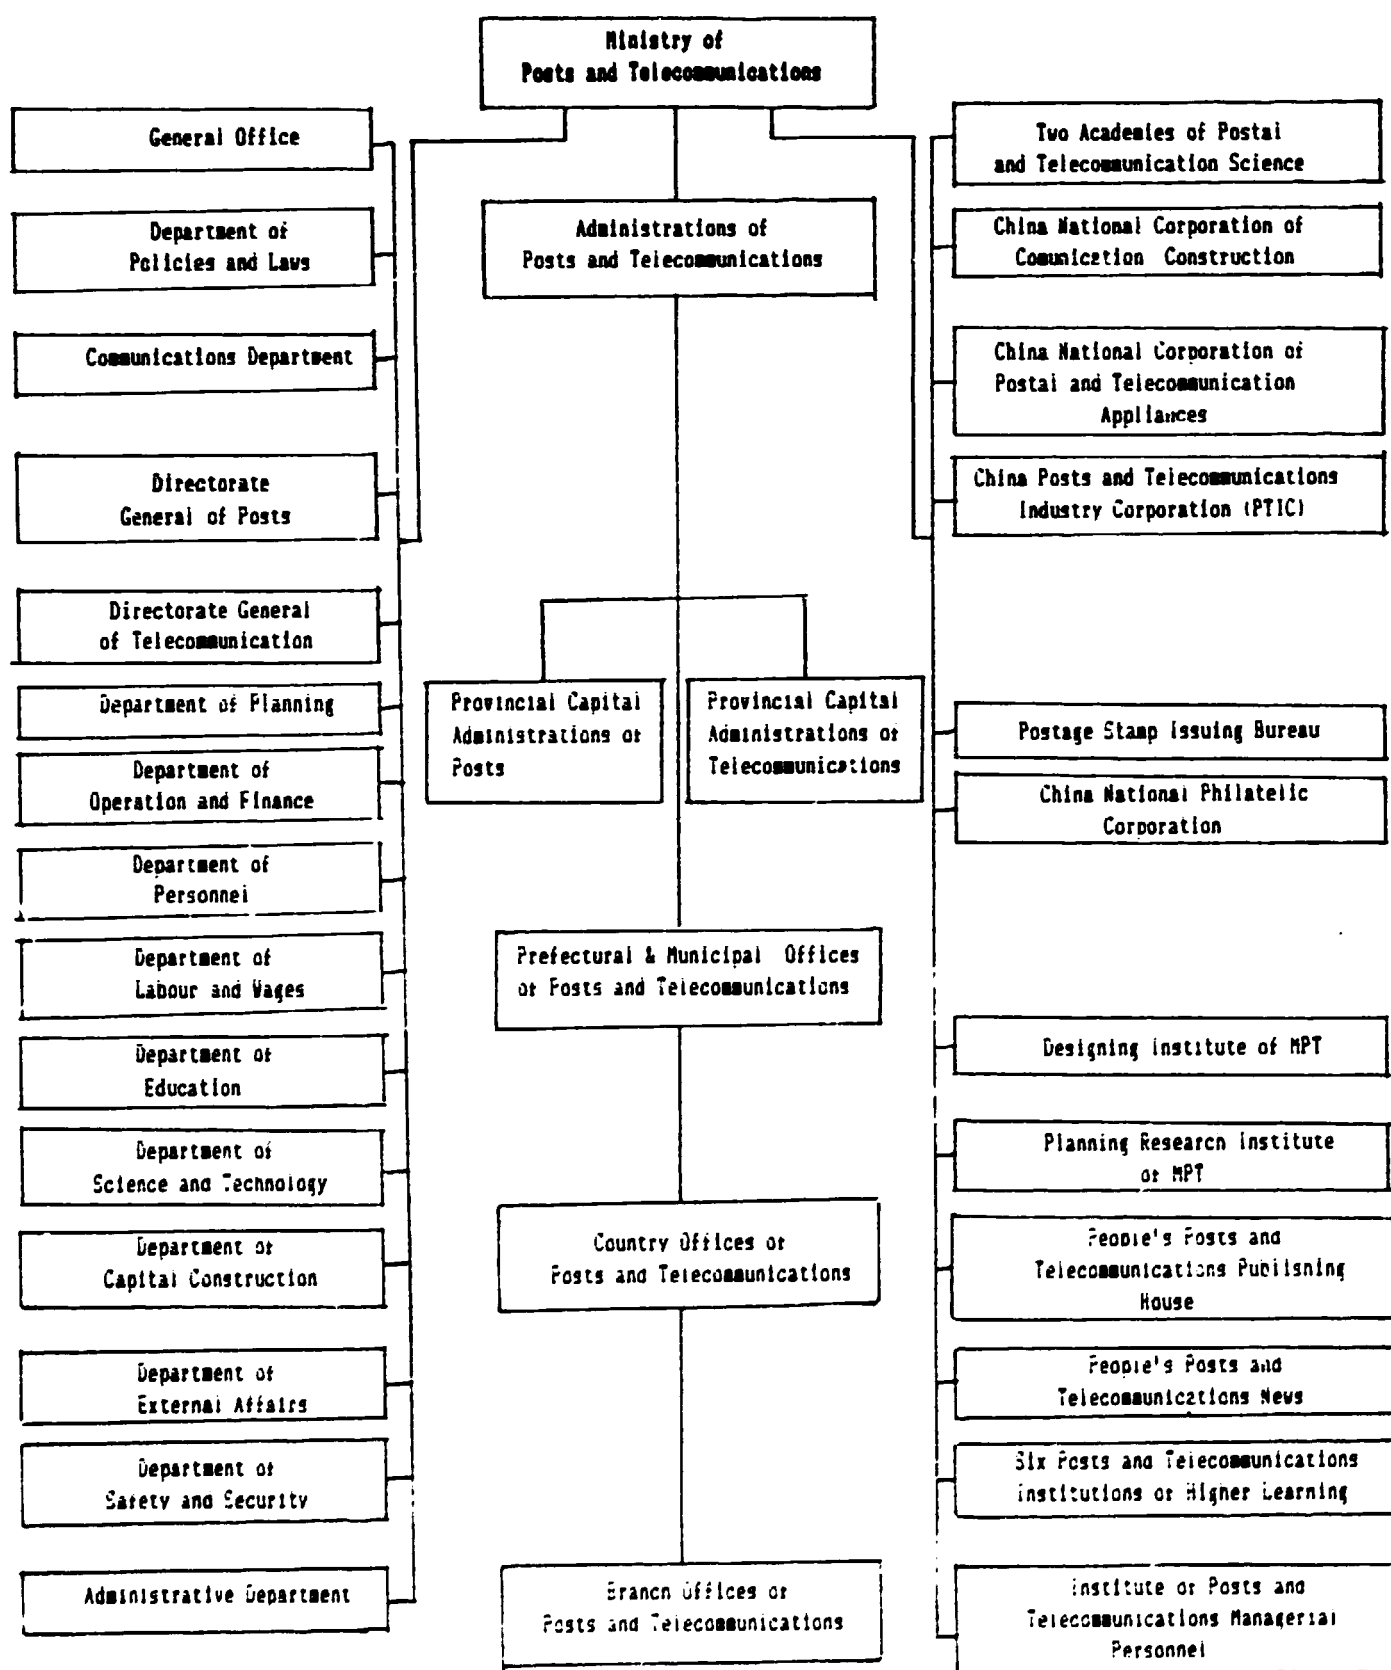 Ministry of
Posts and Telecommunications
General Office
Department of
Policies and Laws
Communications Department
Directorate
General of Posts
Directorate General
of Telecommunication
Department of Planning
Department of
Operation and Finance
Department of
Personnel
Department of
Labour and Wages
Department of
Education
Department of
Science and Technology
Department of
Capital Construction
Department of
External Affairs
Department of
Safety and Security
Administrative Department
Administrations of
Posts and Telecommunications
Provincial Capital
Administrations of
Posts
Provincial Capital
Administrations of
Telecommunications
Prefectural & Municipal Offices
of Posts and Telecommunications
Country Offices of
Posts and Telecommunications
Branch Offices of
Posts and Telecommunications
Two Academies of Postal
and Telecommunication Science
China National Corporation of
Comunication Construction
China National Corporation of
Postal and Telecommunication
Appliances
China Posts and Telecommunications
Industry Corporation (PTIC)
Postage Stamp Issuing Bureau
China National Philatelic
Corporation
Designing Institute of MPT
Planning Research Institute
of MPT
People's Posts and
Telecommunications Publisng
House
People's Posts and
Telecommunications News
Six Posts and Telecommunications
Institutions of Higher Learning
Institute of Posts and
Telecommunications Managerial
Personnel